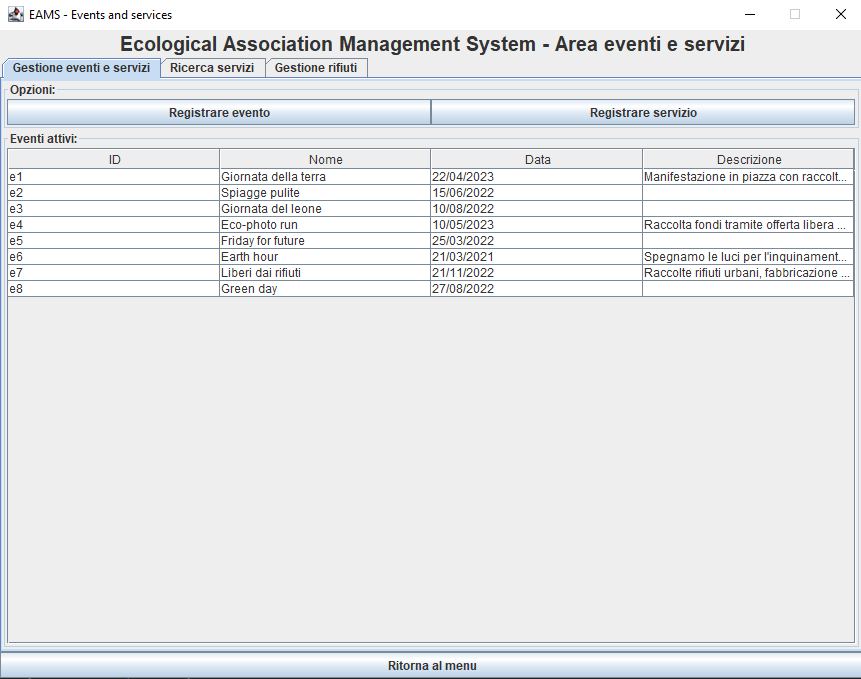 EAMS - Events and services
Ecological Association Management System - Area eventi e servizi
Gestione eventi e servizi Ricerca servizi Gestione rifiuti
Opzioni:
Registrare evento Registrare servizio
Eventi attivi:
ID Nome Data Descrizione
e1 Giornata della terra 22/04/2023 Manifestazione in piazza con raccolt...
e2 Spiagge pulite 15/06/2022
e3 Giornata del leone 10/08/2022
e4 Eco-photo run 10/05/2023 Raccolta fondi tramite offerta libera ...
e5 Friday for future 25/03/2022
e6 Earth hour 21/03/2021 Spegnamo le luci per l'inquinament...
e7 Liberi dai rifiuti 21/11/2022 Raccolte rifiuti urbani, fabbricazione ...
e8 Green day 27/08/2022
Ritorna al menu